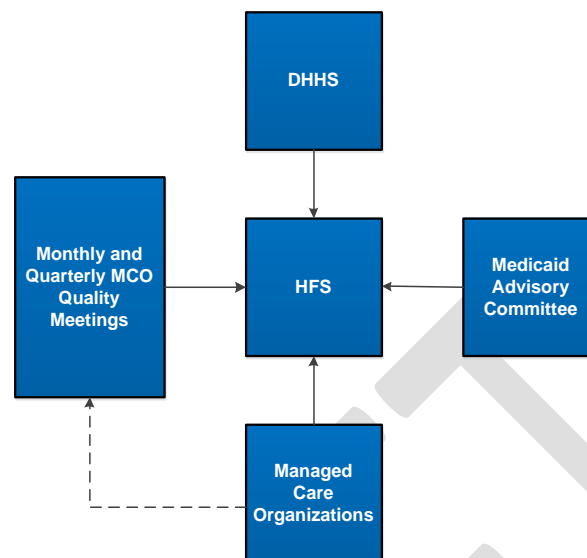 DHHS
Monthly and
Quarterly MCO
Quality
Meetings
HFS
Medicaid
Advisory
Committee
Managed
Care
Organizations